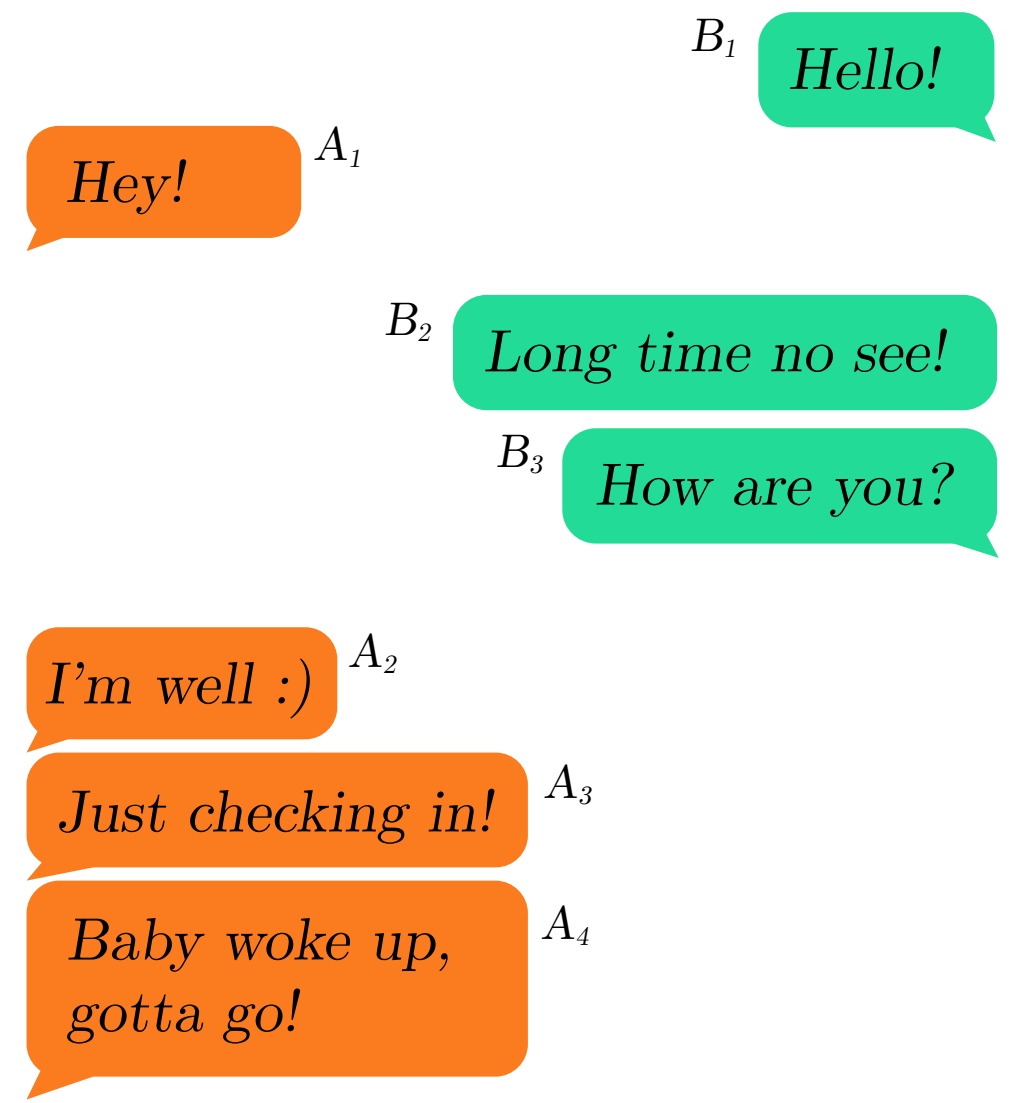 B₁
Hello!
A₁
Hey!
B₂
Long time no see!
B₃
How are you?
I'm well :)
A₂
Just checking in!
A₃
Baby woke up,
gotta go!
A₄